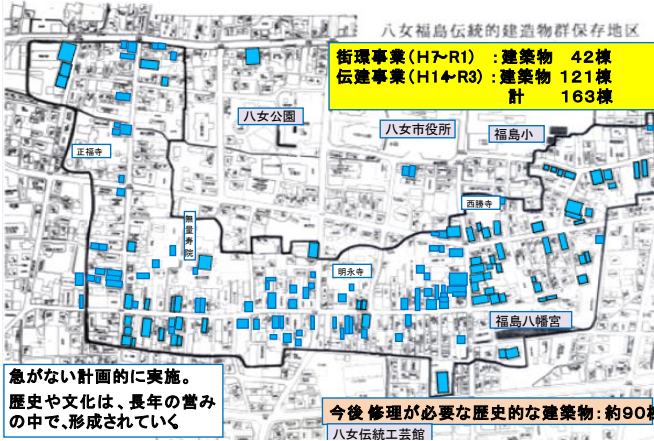 八女福島伝統的建造物群保存地区
街環事業(H7~R1) :建築物 42棟
伝建事業(H14~R3):建築物 121棟
計 163棟
八女公園
八女市役所
福島小
正福寺
西勝寺
無量寿院
明永寺
福島八幡宮
急がない計画的に実施。
歴史や文化は、長年の営み
の中で、形成されていく
今後修理が必要な歴史的な建築物:約90棟
八女伝統工芸館